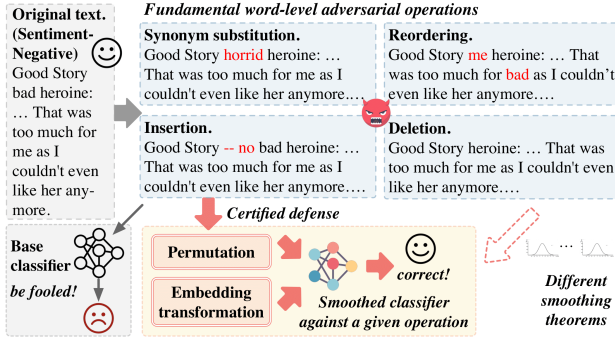 Fundamental word-level adversarial operations
Original text.
(Sentiment-
Negative)
Good Story
bad heroine:
… That was
too much for
me as I
couldn't even
like her any-
more.
Synonym substitution.
Good Story horrid heroine: …
That was too much for me as I
couldn't even like her anymore….
Reordering.
Good Story me heroine: … That
was too much for bad as I couldn't
even like her anymore….
Insertion.
Good Story -- no bad heroine: …
That was too much for me as I
couldn't even like her anymore….
Deletion.
Good Story heroine: … That was
too much for me as I couldn't even
like her anymore….
Base
classifier
be fooled!
Certified defense
Permutation
Embedding
transformation
correct!
Smoothed classifier
against a given operation
…
Different
smoothing
theorems